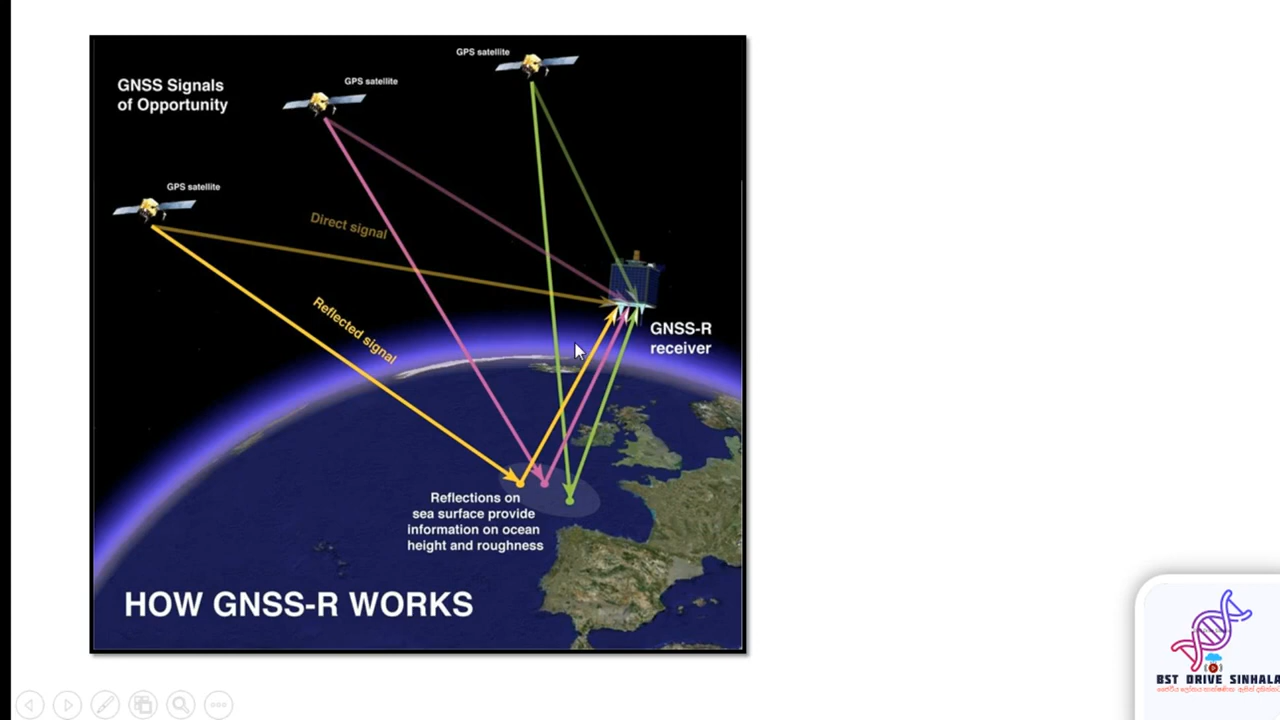 GPS satellite
GNSS Signals
of Opportunity
GPS satellite
GPS satellite
Direct signal
Reflected signal
GNSS-R
receiver
Reflections on
sea surface provide
information on ocean
height and roughness
HOW GNSS-R WORKS
BST DRIVE SINHALA